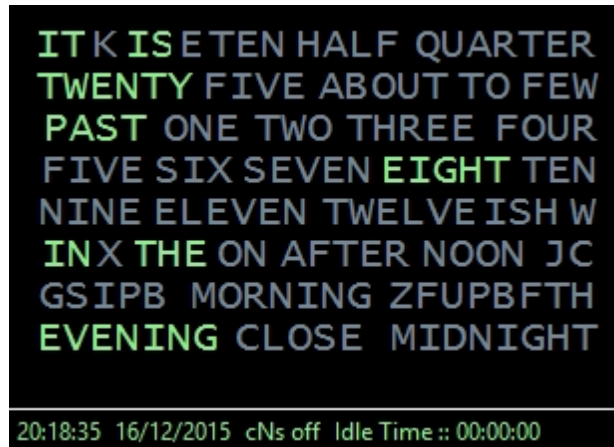 IT K IS E TEN HALF QUARTER
TWENTY FIVE ABOUT TO FEW
PAST ONE TWO THREE FOUR
FIVE SIX SEVEN EIGHT TEN
NINE ELEVEN TWELVE ISH W
IN X THE ON AFTER NOON JC
GSIPB MORNING ZFUPBFTH
EVENING CLOSE MIDNIGHT
20:18:35 16/12/2015 cNs off Idle Time :: 00:00:00